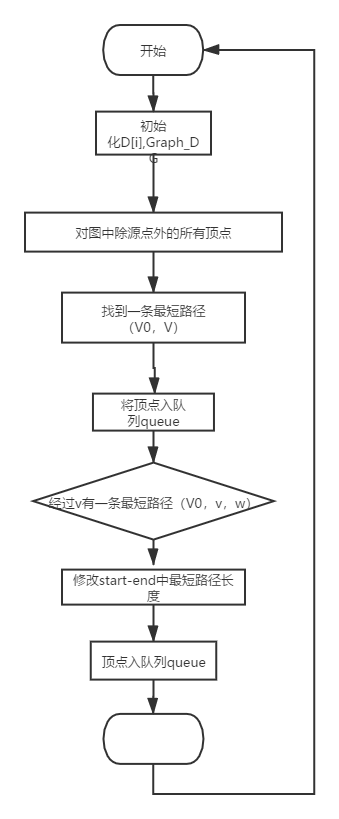 开始
初始
化D[i],Graph_D
G
对图中除源点外的所有顶点
找到一条最短路径
（V0，V）
将顶点入队
列queue
经过v有一条最短路径（V0，v，w）
修改start-end中最短路径长
度
顶点入队列queue